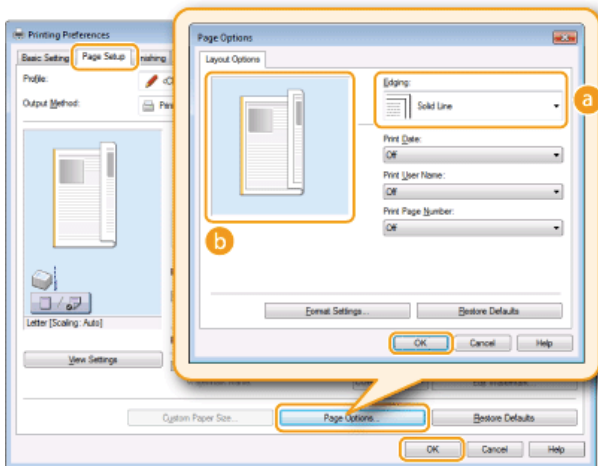 Printing Preferences
Basic Setting Page Setup Finishing
Profile:
Output Method:
Letter [Scaling: Auto]
View Settings
Custom Paper Size... Page Options... Restore Defaults
OK Cancel Help
Page Options
Layout Options
Edging:
Solid Line
a
Print Date:
Off
Print User Name:
Off
Print Page Number:
Off
b
Format Settings... Restore Defaults
OK Cancel Help